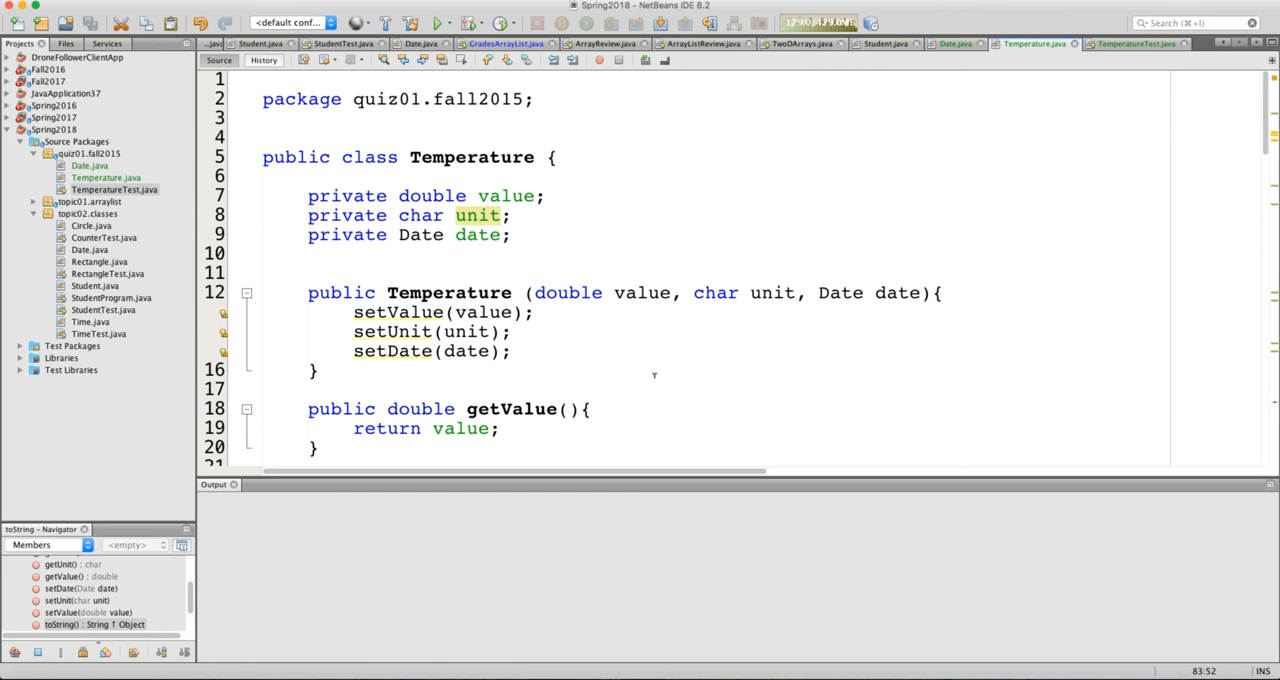 Spring2018 - NetBeans IDE 8.2
<default conf...
129.0/429.0MB
Search (⌘+I)
Projects Files Services
...java Student.java StudentTest.java Date.java GradesArrayList.java ArrayReview.java ArrayListReview.java TwoDArrays.java Student.java Date.java Temperature.java TemperatureTest.java
Source History
DroneFollowerClientApp
Fall2016
Fall2017
JavaApplication37
Spring2016
Spring2017
Spring2018
Source Packages
quiz01.fall2015
Date.java
Temperature.java
TemperatureTest.java
topic01.arraylist
topic02.classes
Circle.java
CounterTest.java
Date.java
Rectangle.java
RectangleTest.java
Student.java
StudentProgram.java
StudentTest.java
Time.java
TimeTest.java
Test Packages
Libraries
Test Libraries
1
2 package quiz01.fall2015;
3
4
5 public class Temperature {
6
7 private double value;
8 private char unit;
9 private Date date;
10
11
12 public Temperature (double value, char unit, Date date){
setValue(value);
setUnit(unit);
setDate(date);
16 }
17
18 public double getValue(){
19 return value;
20 }
21
Output
toString - Navigator
Members <empty>
getUnit() : char
getValue() : double
setDate(Date date)
setUnit(char unit)
setValue(double value)
toString() : String ↑ Object
83:52 INS